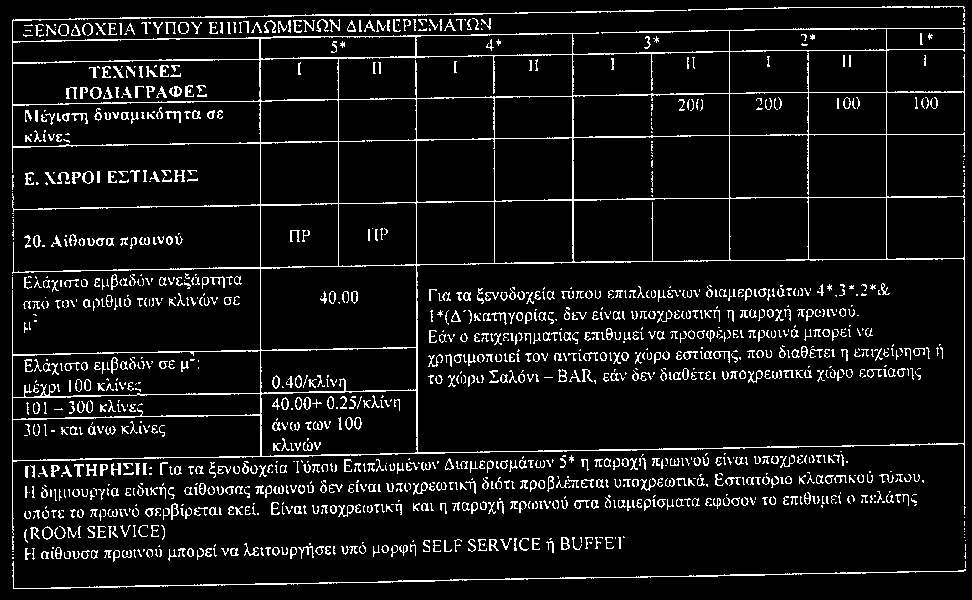 ΞΕΝΟΔΟΧΕΙΑ ΤΥΠΟΥ ΕΠΙΠΛΩΜΕΝΩΝ ΔΙΑΜΕΡΙΣΜΑΤΩΝ
5* 4* 3* 2* 1*
ΤΕΧΝΙΚΕΣ I II I II I II I II I
ΠΡΟΔΙΑΓΡΑΦΕΣ
Μέγιστη δυναμικότητα σε 200 200 100 100
κλίνες
Ε. ΧΩΡΟΙ ΕΣΤΙΑΣΗΣ
20. Αίθουσα πρωινού ΠΡ ΠΡ
Ελάχιστο εμβαδόν ανεξάρτητα
από τον αριθμό των κλινών σε 40.00
μ²
Για τα ξενοδοχεία τύπου επιπλωμένων διαμερισμάτων 4*,3*,2*&
1*(Δ΄)κατηγορίας, δεν είναι υποχρεωτική η παροχή πρωινού.
Εάν ο επιχειρηματίας επιθυμεί να προσφέρει πρωινά μπορεί να
χρησιμοποιεί τον αντίστοιχο χώρο εστίασης, που διαθέτει η επιχείρηση ή
το χώρο Σαλόνι – BAR, εάν δεν διαθέτει υποχρεωτικά χώρο εστίασης
Ελάχιστο εμβαδόν σε μ²:
μέχρι 100 κλίνες 0.40/κλίνη
101 – 300 κλίνες 40.00+ 0.25/κλίνη
301- και άνω κλίνες άνω των 100
κλινών
ΠΑΡΑΤΗΡΗΣΗ: Για τα ξενοδοχεία Τύπου Επιπλωμένων Διαμερισμάτων 5* η παροχή πρωινού είναι υποχρεωτική.
Η δημιουργία ειδικής αίθουσας πρωινού δεν είναι υποχρεωτική διότι προβλέπεται υποχρεωτικά, Εστιατόριο κλασσικού τύπου,
οπότε το πρωινό σερβίρεται εκεί. Είναι υποχρεωτική και η παροχή πρωινού στα διαμερίσματα εφόσον το επιθυμεί ο πελάτης
(ROOM SERVICE)
Η αίθουσα πρωινού μπορεί να λειτουργήσει υπό μορφή SELF SERVICE ή BUFFET